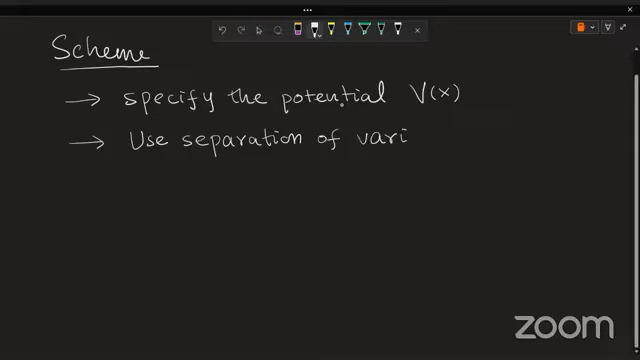 Scheme
→ specify the potential V(x)
→ Use separation of vari
zoom